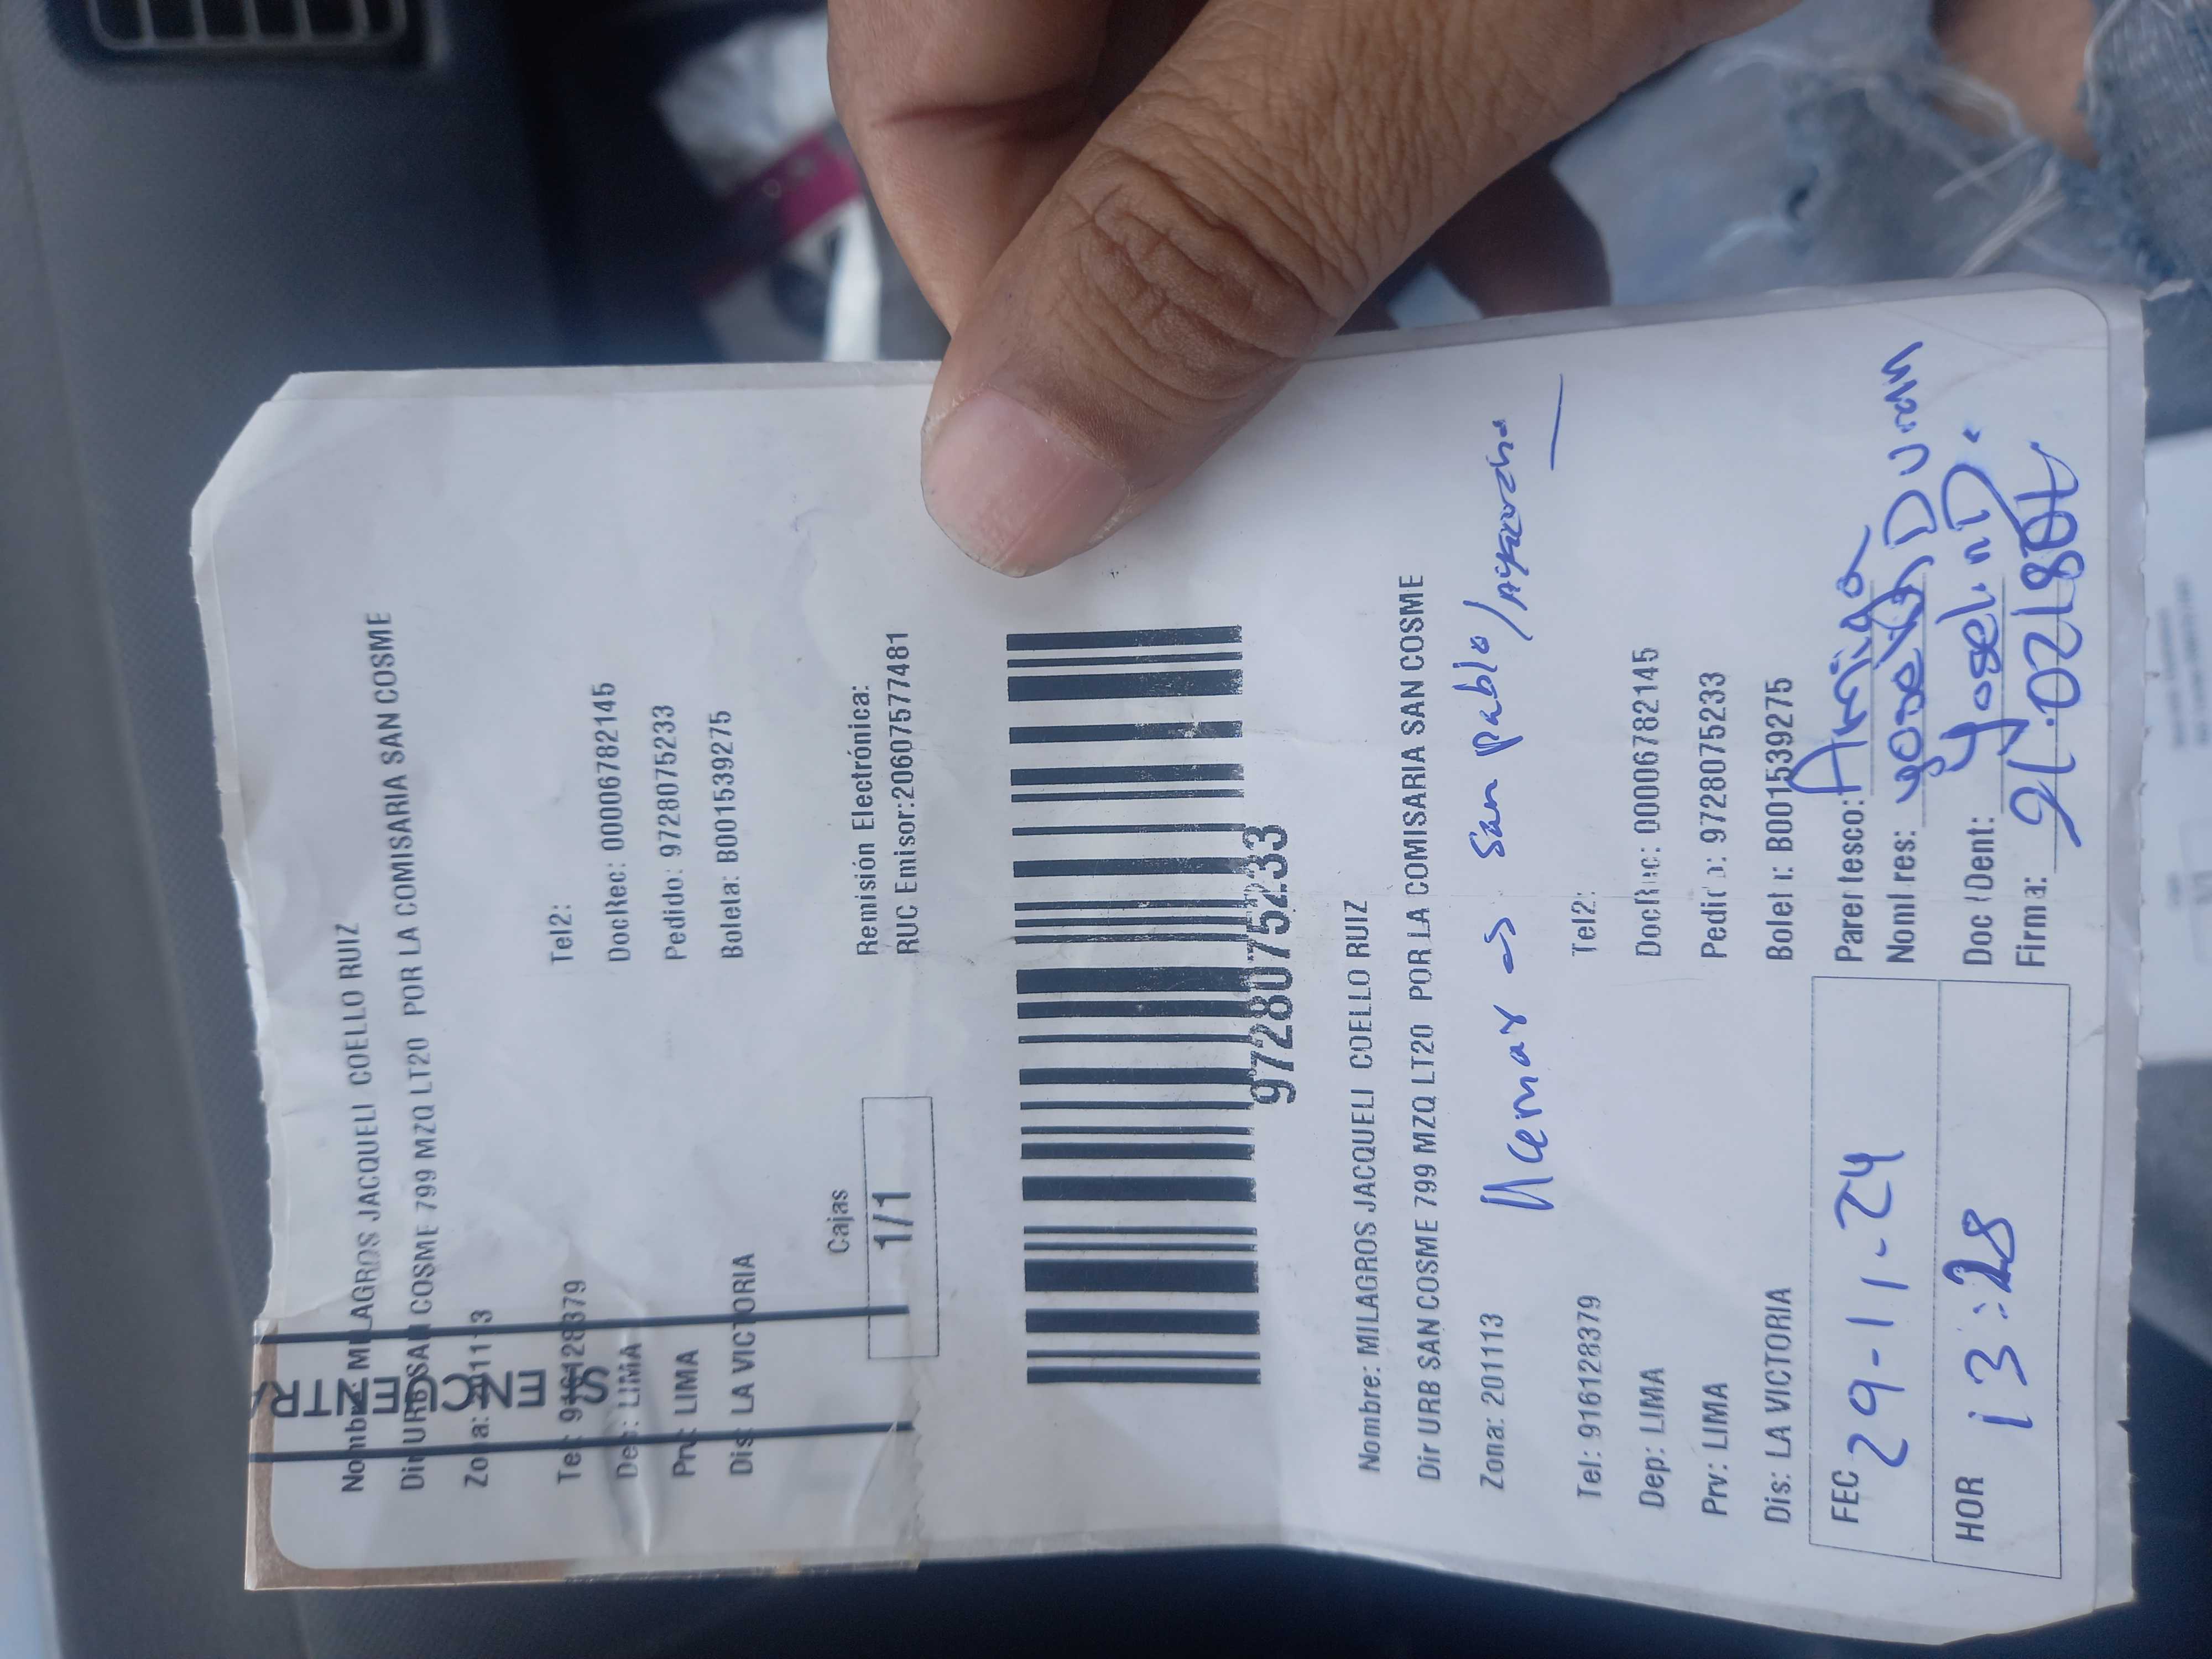 Nombre: MILAGROS JACQUELI COELLO RUIZ
Dir URB SAN COSME 799 MZQ LT20 POR LA COMISARIA SAN COSME
Zona: 201113
Tel: 916128379 Tel2:
Dep: LIMA DocRec: 00006782145
Prv: LIMA Pedido: 9728075233
Dis: LA VICTORIA Boleta: B001539275
Cajas
1/1
Remisión Electrónica:
RUC Emisor:20607577481
9728075233
Nombre: MILAGROS JACQUELI COELLO RUIZ
Dir URB SAN COSME 799 MZQ LT20 POR LA COMISARIA SAN COSME
Zona: 201113 San pablo/
Tel: 916128379 Tel2:
Dep: LIMA DocRec: 00006782145
Prv: LIMA Pedido: 9728075233
Dis: LA VICTORIA Boleta: B001539275
FEC 29-11-24 Parentesco: Amiga
Nombres: Yoselin Duran
HOR 13:28 Doc Ident: Yoselin D.
Firma: